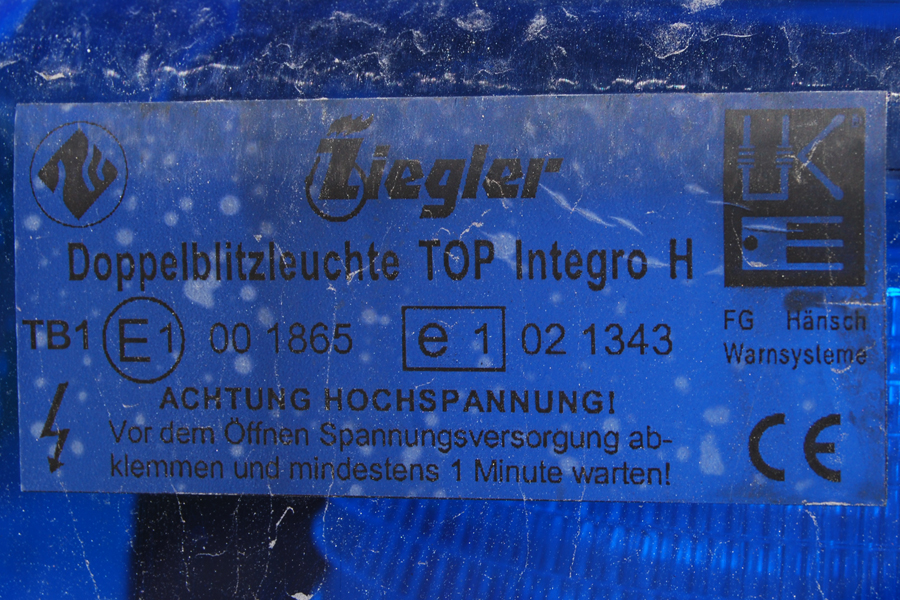 Ziegler
Doppelblitzleuchte TOP Integro H
TB1 E1 00 1865 e 1 02 1343
FG Hänsch
Warnsysteme
ACHTUNG HOCHSPANNUNG!
Vor dem Öffnen Spannungsversorgung ab-
klemmen und mindestens 1 Minute warten!
CE